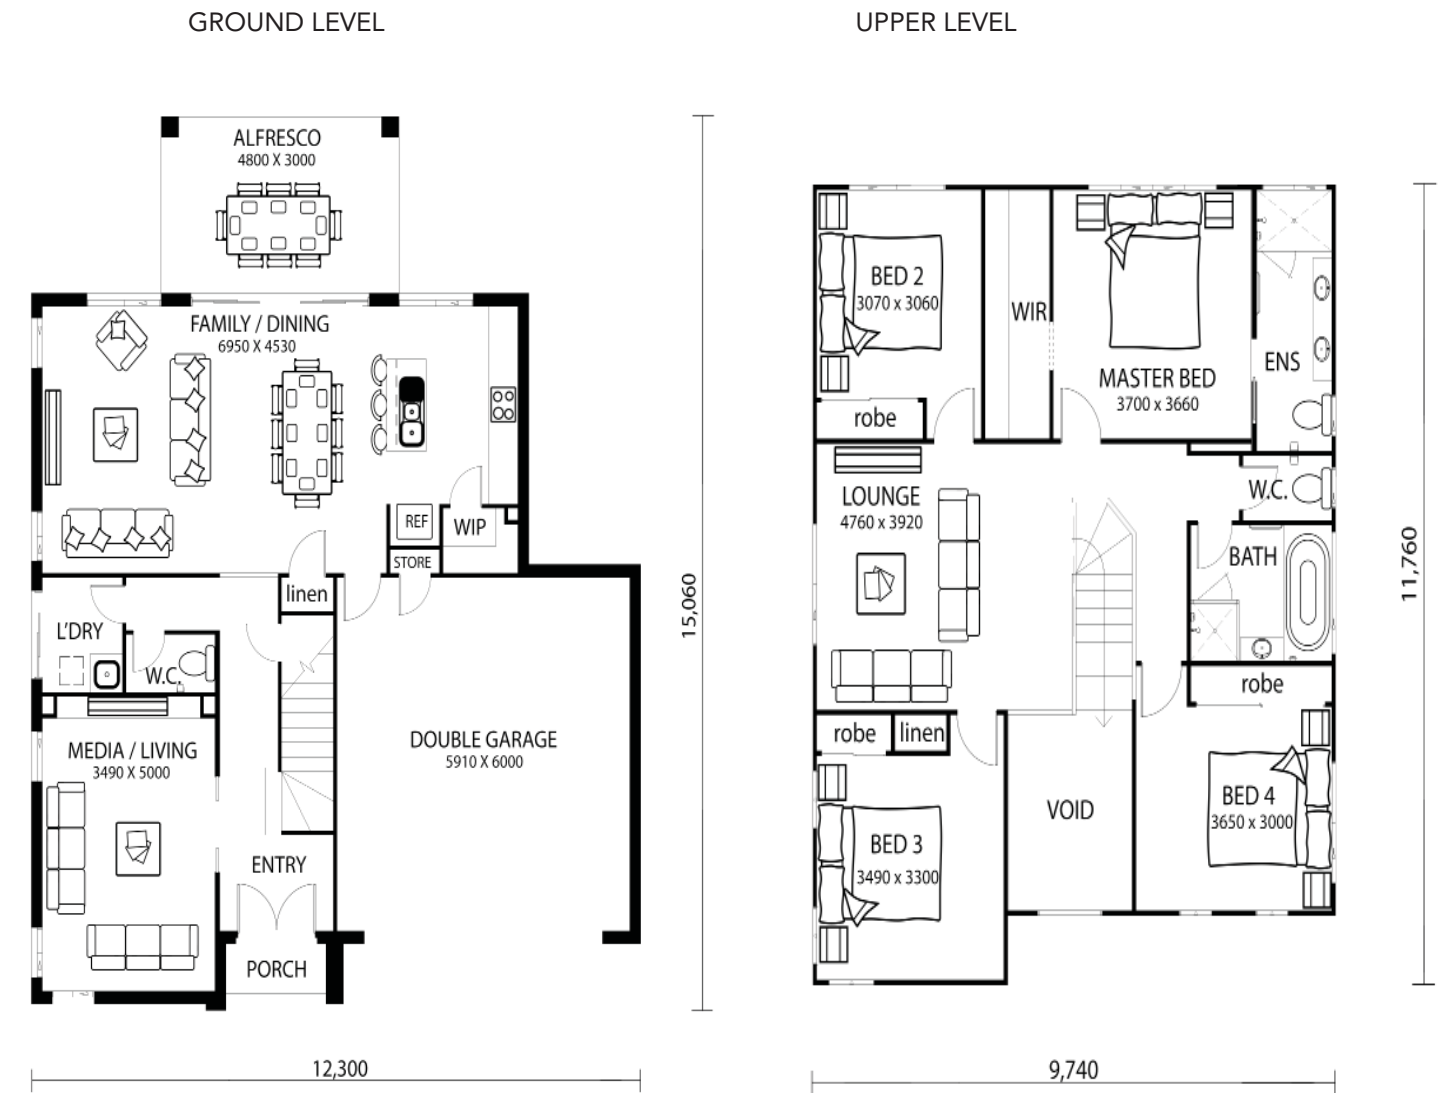 GROUND LEVEL
UPPER LEVEL
ALFRESCO
4800 X 3000
FAMILY / DINING
6950 X 4530
REF
WIP
STORE
linen
L'DRY
W.C.
MEDIA / LIVING
3490 X 5000
DOUBLE GARAGE
5910 X 6000
ENTRY
PORCH
15,060
12,300
BED 2
3070 x 3060
WIR
MASTER BED
3700 x 3660
ENS
robe
LOUNGE
4760 x 3920
W.C.
BATH
robe
robe
linen
VOID
BED 4
3650 x 3000
BED 3
3490 x 3300
11,760
9,740